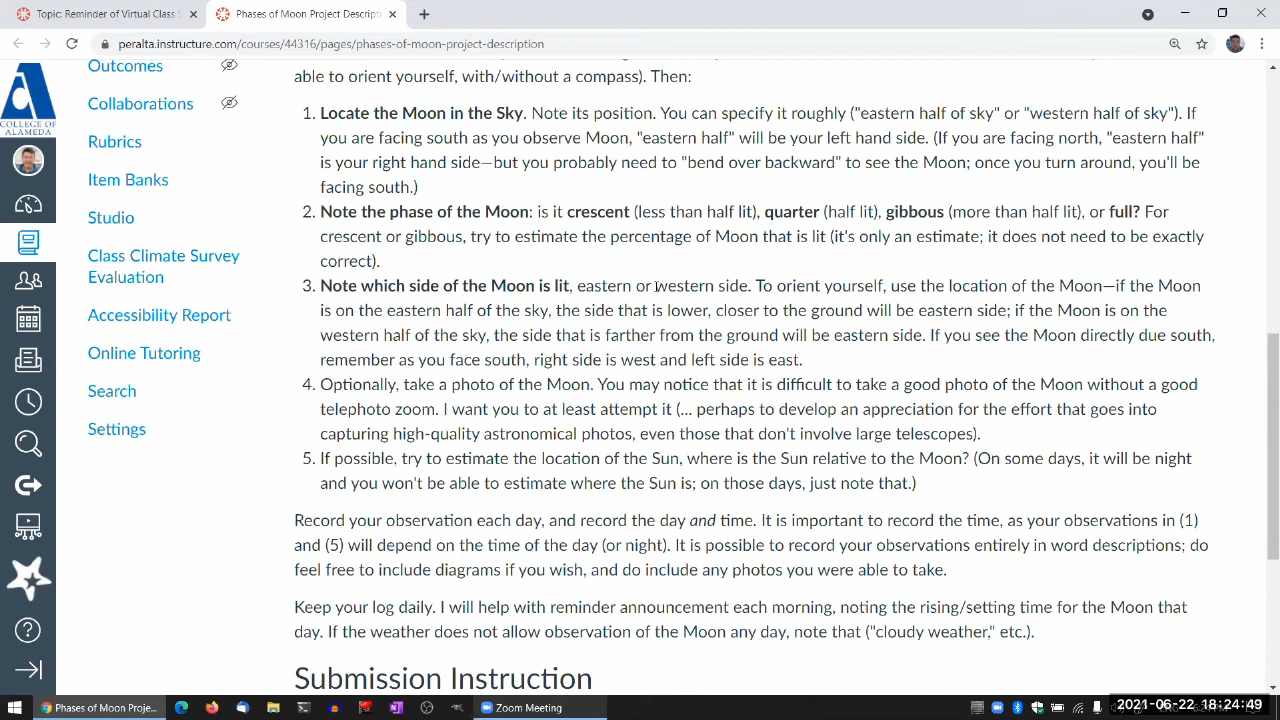 Topic: Reminder of Virtual Class
Phases of Moon Project Descripti
peralta.instructure.com/courses/44316/pages/phases-of-moon-project-description
COLLEGE OF
ALAMEDA
Outcomes
Collaborations
Rubrics
Item Banks
Studio
Class Climate Survey
Evaluation
Accessibility Report
Online Tutoring
Search
Settings
able to orient yourself, with/without a compass). Then:
1. Locate the Moon in the Sky. Note its position. You can specify it roughly ("eastern half of sky" or "western half of sky"). If
you are facing south as you observe Moon, "eastern half" will be your left hand side. (If you are facing north, "eastern half"
is your right hand side—but you probably need to "bend over backward" to see the Moon; once you turn around, you'll be
facing south.)
2. Note the phase of the Moon: is it crescent (less than half lit), quarter (half lit), gibbous (more than half lit), or full? For
crescent or gibbous, try to estimate the percentage of Moon that is lit (it's only an estimate; it does not need to be exactly
correct).
3. Note which side of the Moon is lit, eastern or western side. To orient yourself, use the location of the Moon—if the Moon
is on the eastern half of the sky, the side that is lower, closer to the ground will be eastern side; if the Moon is on the
western half of the sky, the side that is farther from the ground will be eastern side. If you see the Moon directly due south,
remember as you face south, right side is west and left side is east.
4. Optionally, take a photo of the Moon. You may notice that it is difficult to take a good photo of the Moon without a good
telephoto zoom. I want you to at least attempt it (... perhaps to develop an appreciation for the effort that goes into
capturing high-quality astronomical photos, even those that don't involve large telescopes).
5. If possible, try to estimate the location of the Sun, where is the Sun relative to the Moon? (On some days, it will be night
and you won't be able to estimate where the Sun is; on those days, just note that.)
Record your observation each day, and record the day and time. It is important to record the time, as your observations in (1)
and (5) will depend on the time of the day (or night). It is possible to record your observations entirely in word descriptions; do
feel free to include diagrams if you wish, and do include any photos you were able to take.
Keep your log daily. I will help with reminder announcement each morning, noting the rising/setting time for the Moon that
day. If the weather does not allow observation of the Moon any day, note that ("cloudy weather," etc.).
Submission Instruction
Phases of Moon Proje...
Zoom Meeting
2021-06-22 18:24:49